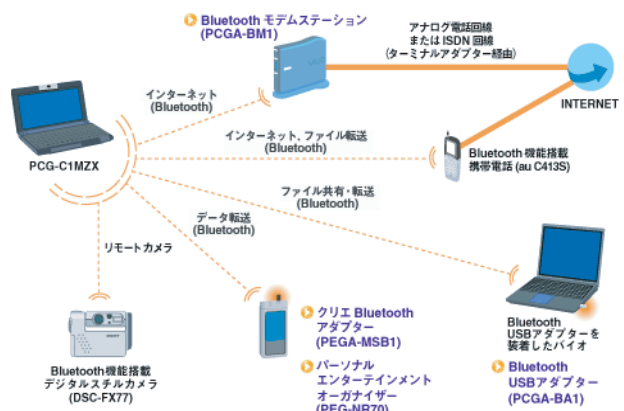 Bluetooth モデムステーション
(PCGA-BM1)
アナログ電話回線
または ISDN 回線
(ターミナルアダプター経由)
INTERNET
インターネット
(Bluetooth)
PCG-C1MZX
インターネット、ファイル転送
(Bluetooth)
Bluetooth 機能搭載
携帯電話 (au C413S)
ファイル共有・転送
(Bluetooth)
データ転送
(Bluetooth)
リモートカメラ
Bluetooth機能搭載
デジタルスチルカメラ
(DSC-FX77)
クリエ Bluetooth
アダプター
(PEGA-MSB1)
パーソナル
エンターテインメント
オーガナイザー
(PEG-NR70)
Bluetooth
USBアダプターを
装着したバイオ
Bluetooth
USBアダプター
(PCGA-BA1)